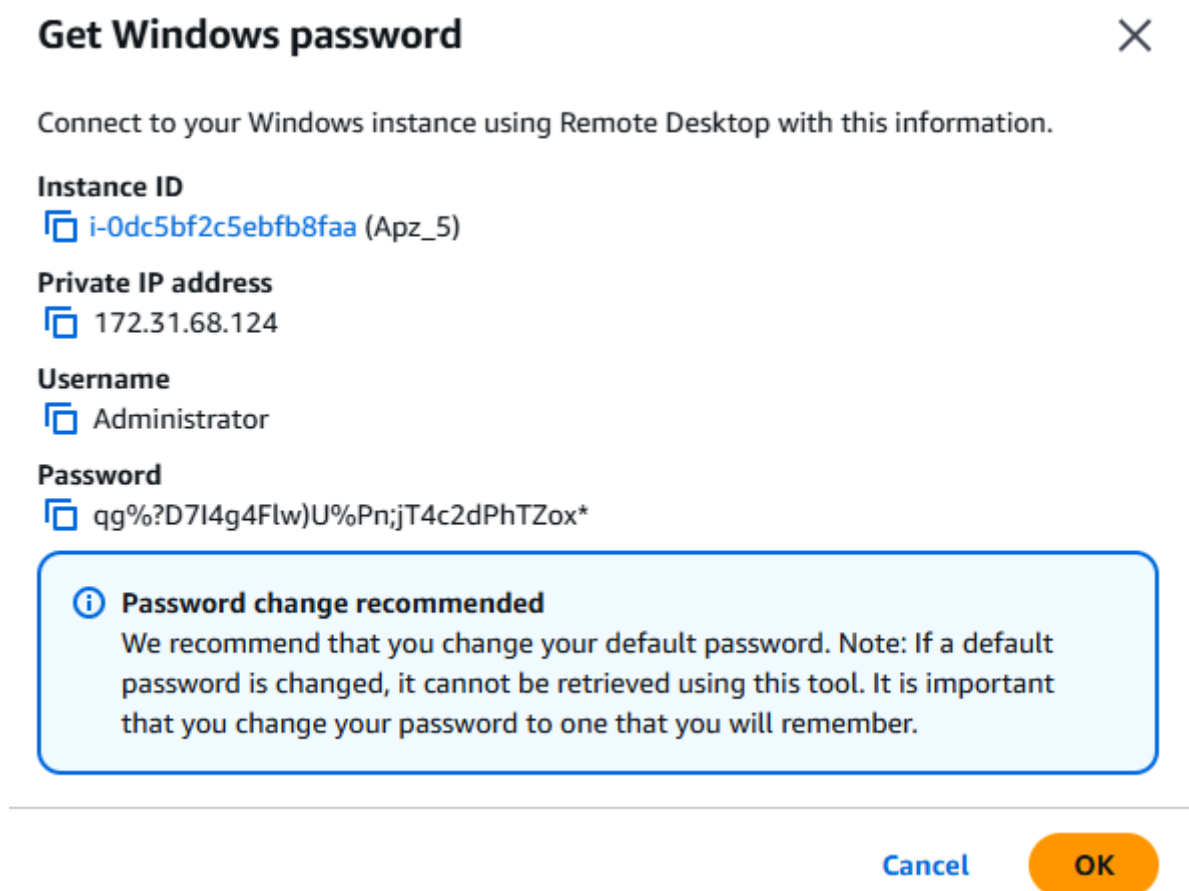 Get Windows password
Connect to your Windows instance using Remote Desktop with this information.
Instance ID
i-0dc5bf2c5ebfb8faa (Apz_5)
Private IP address
172.31.68.124
Username
Administrator
Password
qg%?D7I4g4Flw)U%Pn;jT4c2dPhTZox*
Password change recommended
We recommend that you change your default password. Note: If a default
password is changed, it cannot be retrieved using this tool. It is important
that you change your password to one that you will remember.
Cancel
OK